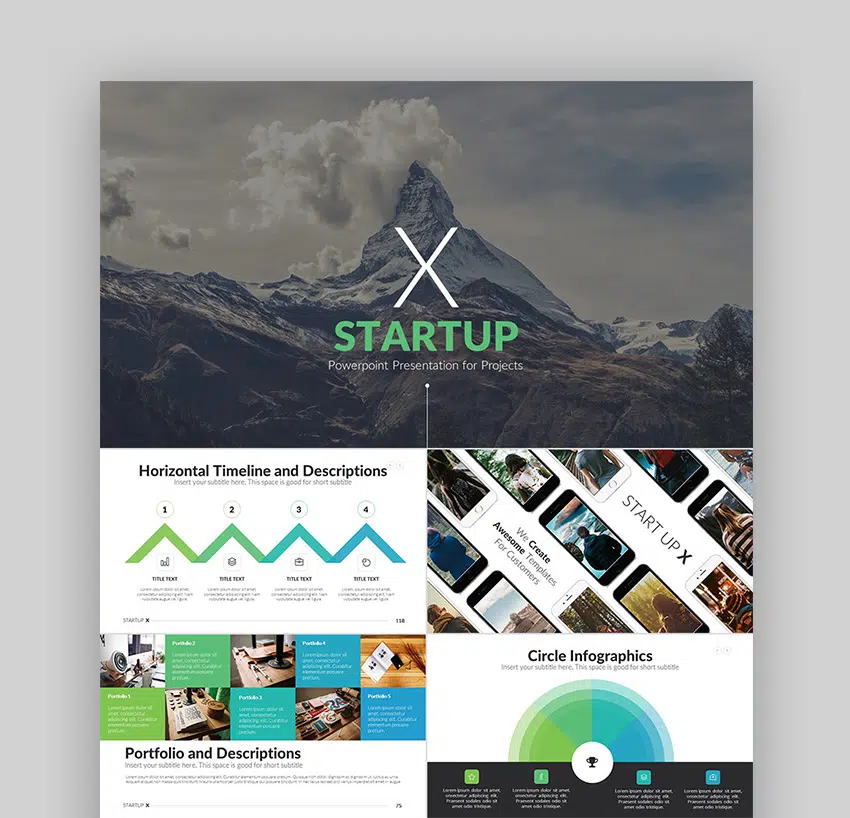 X
STARTUP
Powerpoint Presentation for Projects
Horizontal Timeline and Descriptions
Insert your subtitle here, This space is good for short subtitle
1
2
3
4
TITLE TEXT
TITLE TEXT
TITLE TEXT
TITLE TEXT
STARTUP X
118
START UP X
We Create
Awesome Templates
For Customers
Portfolio 2
Lorem ipsum dolor sit
amet, consectetur
adipiscing elit. Curabitur
elementum posuere
pretium.
Portfolio 4
Lorem ipsum dolor sit
amet, consectetur
adipiscing elit. Curabitur
elementum posuere
pretium.
Portfolio 1
Lorem ipsum dolor sit
amet, consectetur
adipiscing elit. Curabitur
elementum posuere
pretium.
Portfolio 3
Lorem ipsum dolor sit
amet, consectetur
adipiscing elit. Curabitur
elementum posuere
pretium.
Portfolio 5
Lorem ipsum dolor sit
amet, consectetur
adipiscing elit. Curabitur
elementum posuere
pretium.
Portfolio and Descriptions
Insert your subtitle here, This space is good for short subtitle
STARTUP X
75
Circle Infographics
Insert your subtitle here, This space is good for short subtitle
Lorem ipsum dolor sit amet,
consectetur adipiscing elit.
Praesent sodales odio sit
amet odio tristique.
Lorem ipsum dolor sit amet,
consectetur adipiscing elit.
Praesent sodales odio sit
amet odio tristique.
Lorem ipsum dolor sit amet,
consectetur adipiscing elit.
Praesent sodales odio sit
amet odio tristique.
Lorem ipsum dolor sit amet,
consectetur adipiscing elit.
Praesent sodales odio sit
amet odio tristique.